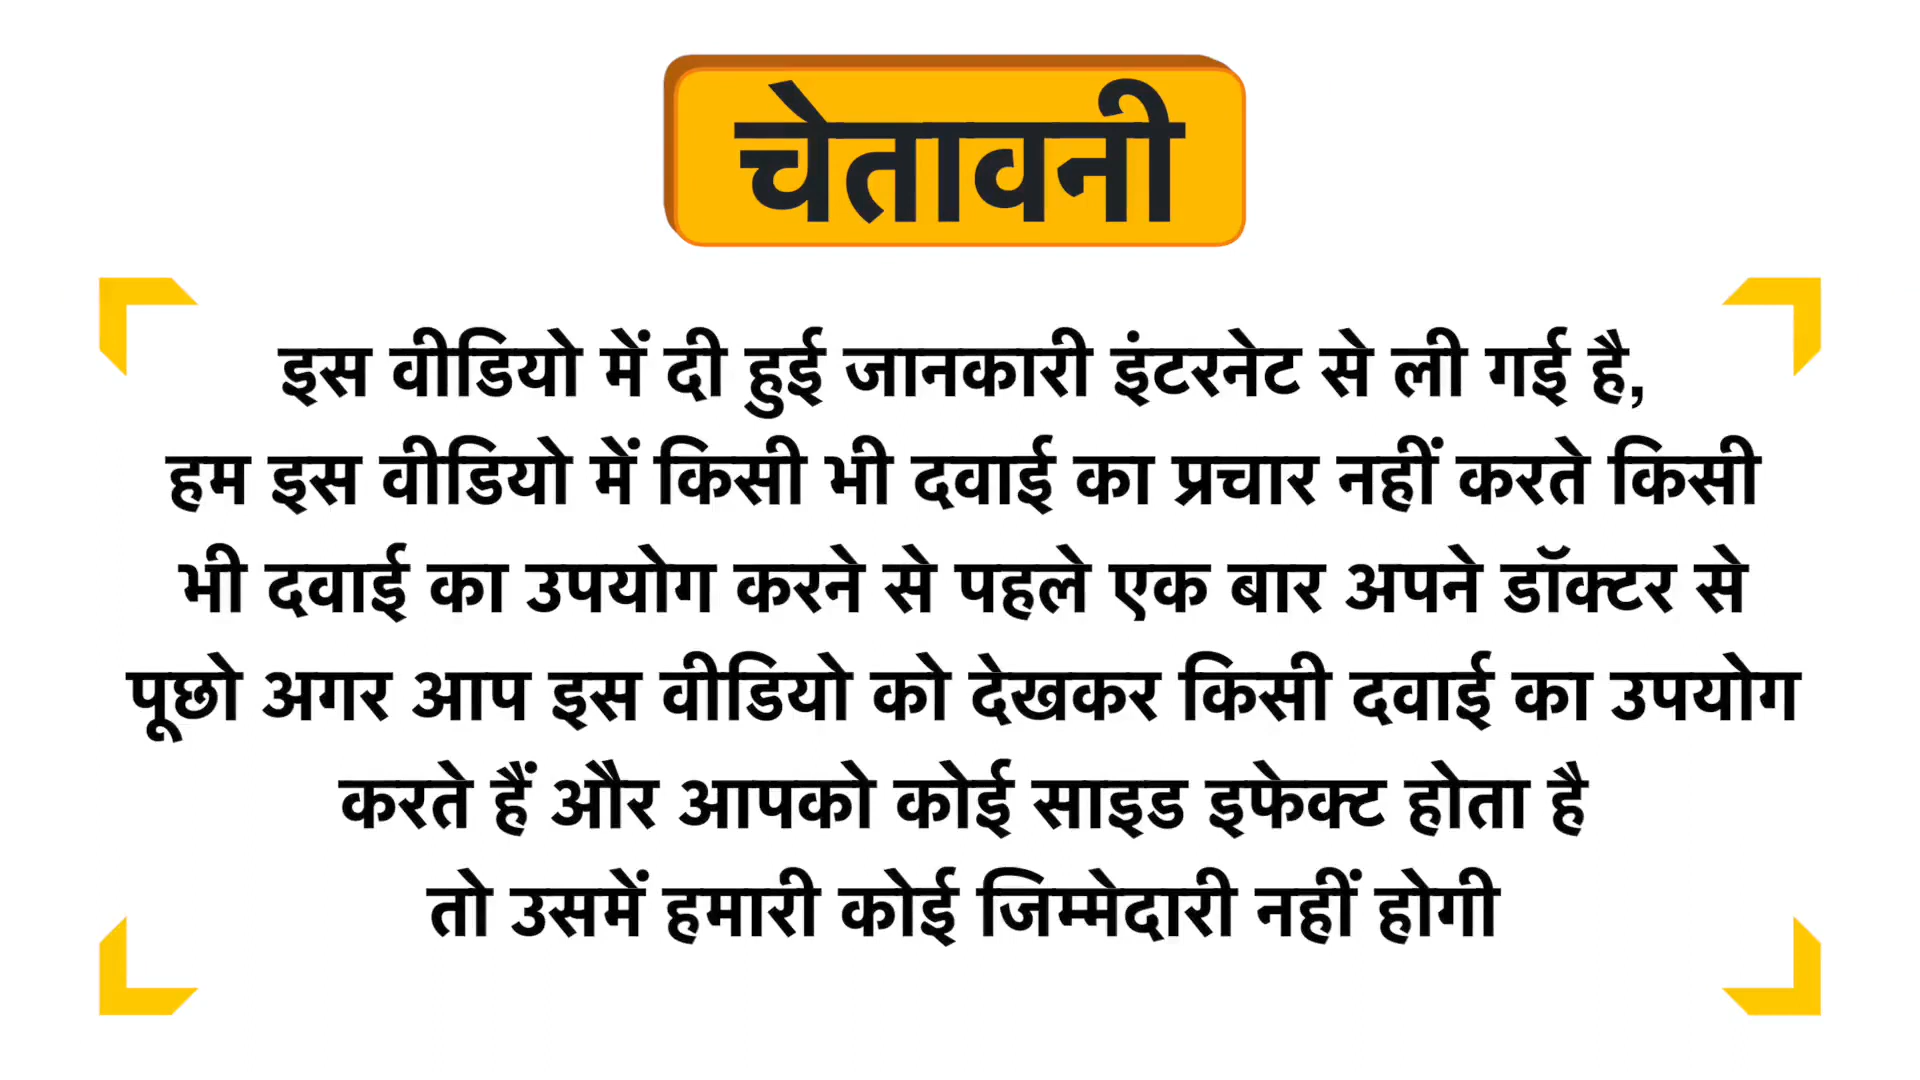 चेतावनी
इस वीडियो में दी हुई जानकारी इंटरनेट से ली गई है,
हम इस वीडियो में किसी भी दवाई का प्रचार नहीं करते किसी
भी दवाई का उपयोग करने से पहले एक बार अपने डॉक्टर से
पूछो अगर आप इस वीडियो को देखकर किसी दवाई का उपयोग
करते हैं और आपको कोई साइड इफेक्ट होता है
तो उसमें हमारी कोई जिम्मेदारी नहीं होगी